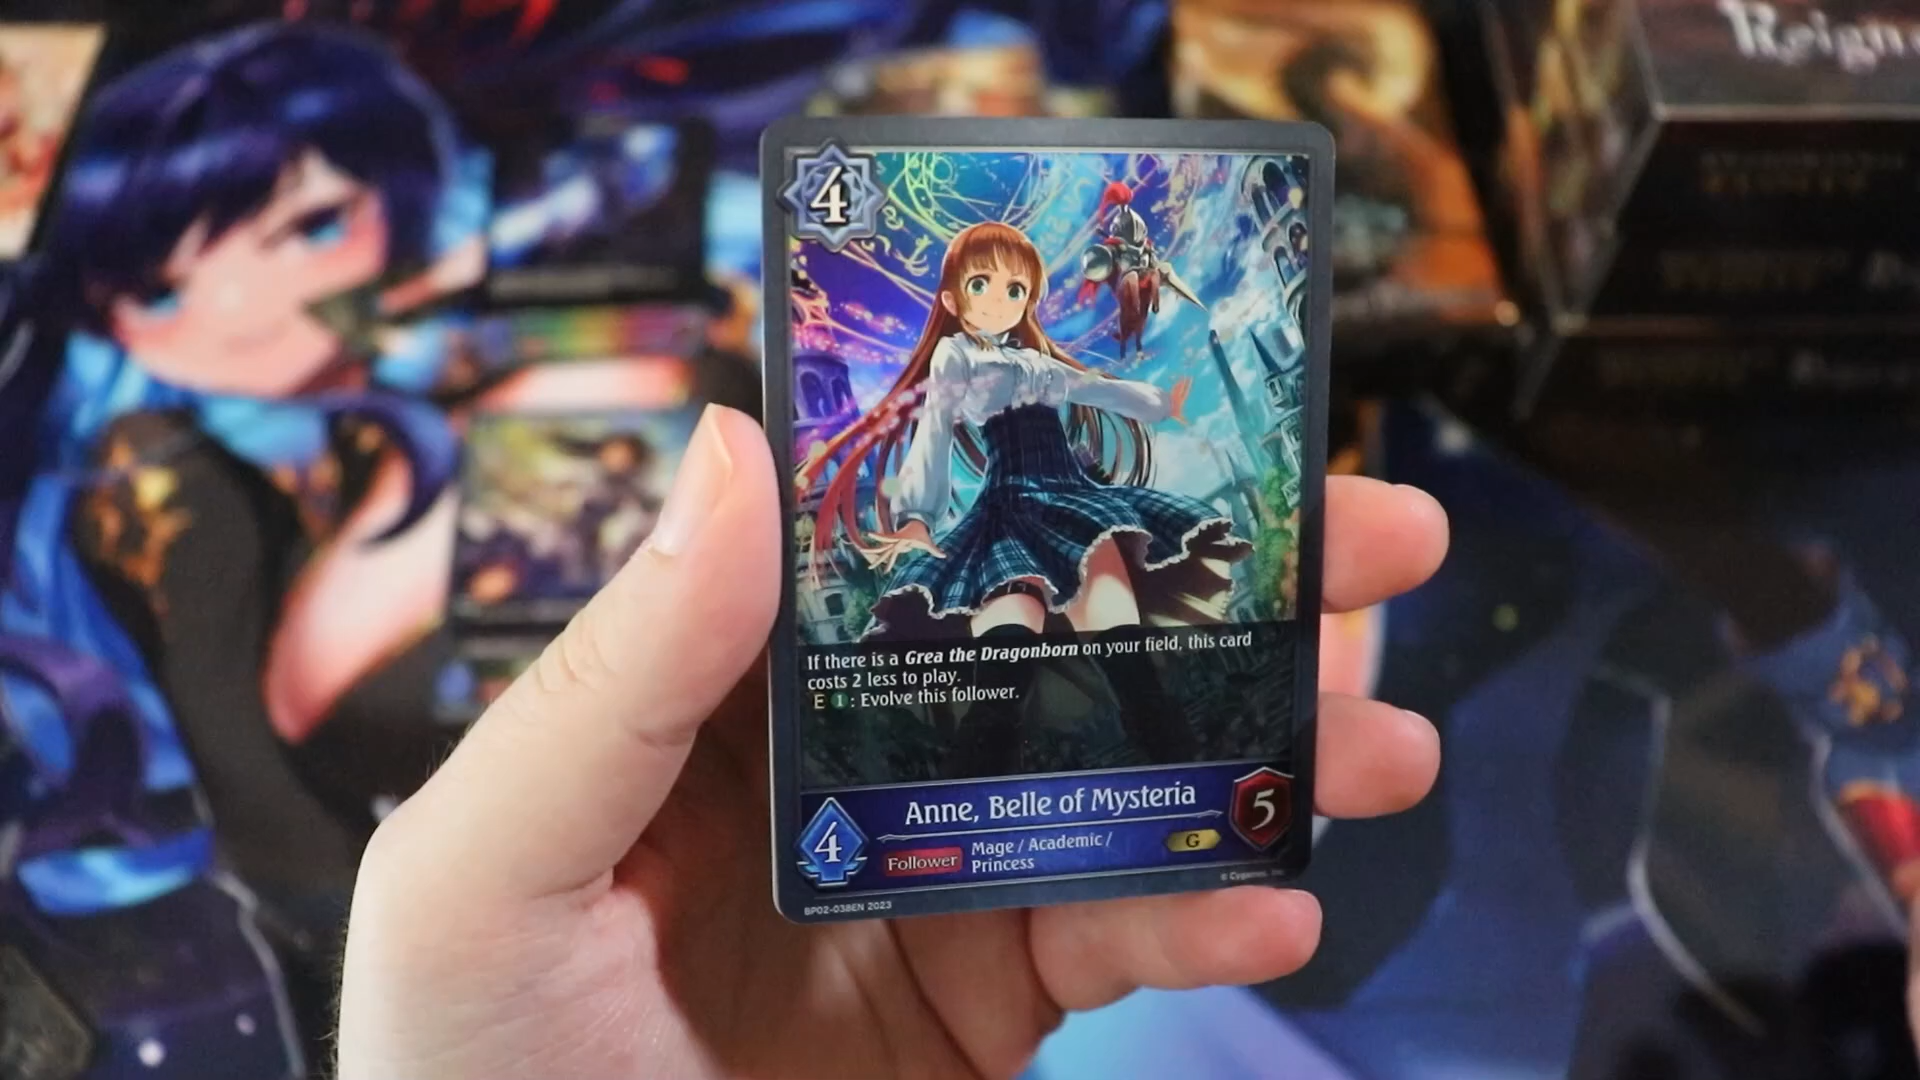 Reign
4
If there is a Grea the Dragonborn on your field, this card
costs 2 less to play.
E 1 : Evolve this follower.
Anne, Belle of Mysteria
5
4
Follower
Mage / Academic /
Princess
G
© Cygames, Inc.
BP02-038EN 2023